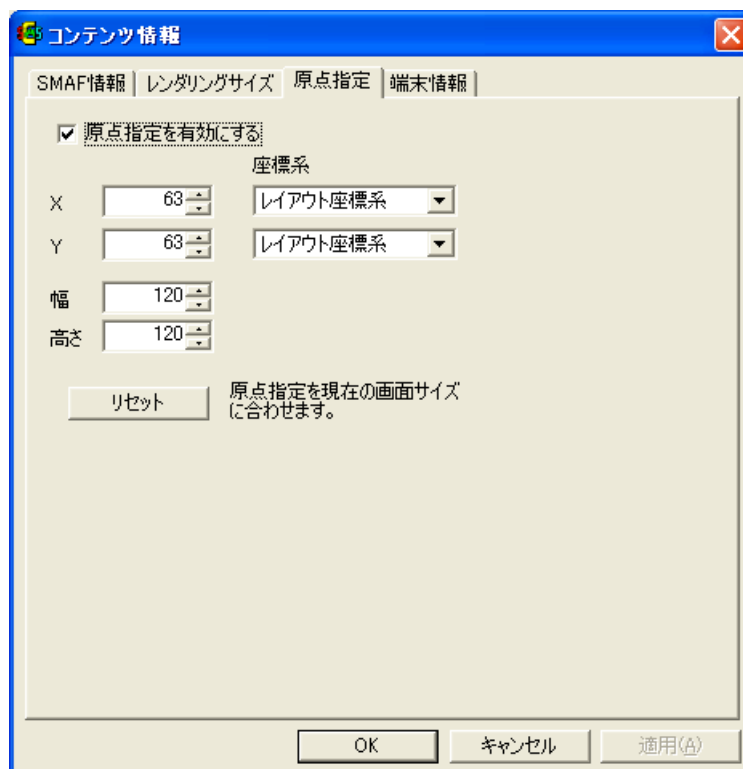 コンテンツ情報
SMAF情報 レンダリングサイズ 原点指定 端末情報
原点指定を有効にする
座標系
X 63 レイアウト座標系
Y 63 レイアウト座標系
幅 120
高さ 120
リセット 原点指定を現在の画面サイズ
に合わせます。
OK キャンセル 適用(A)